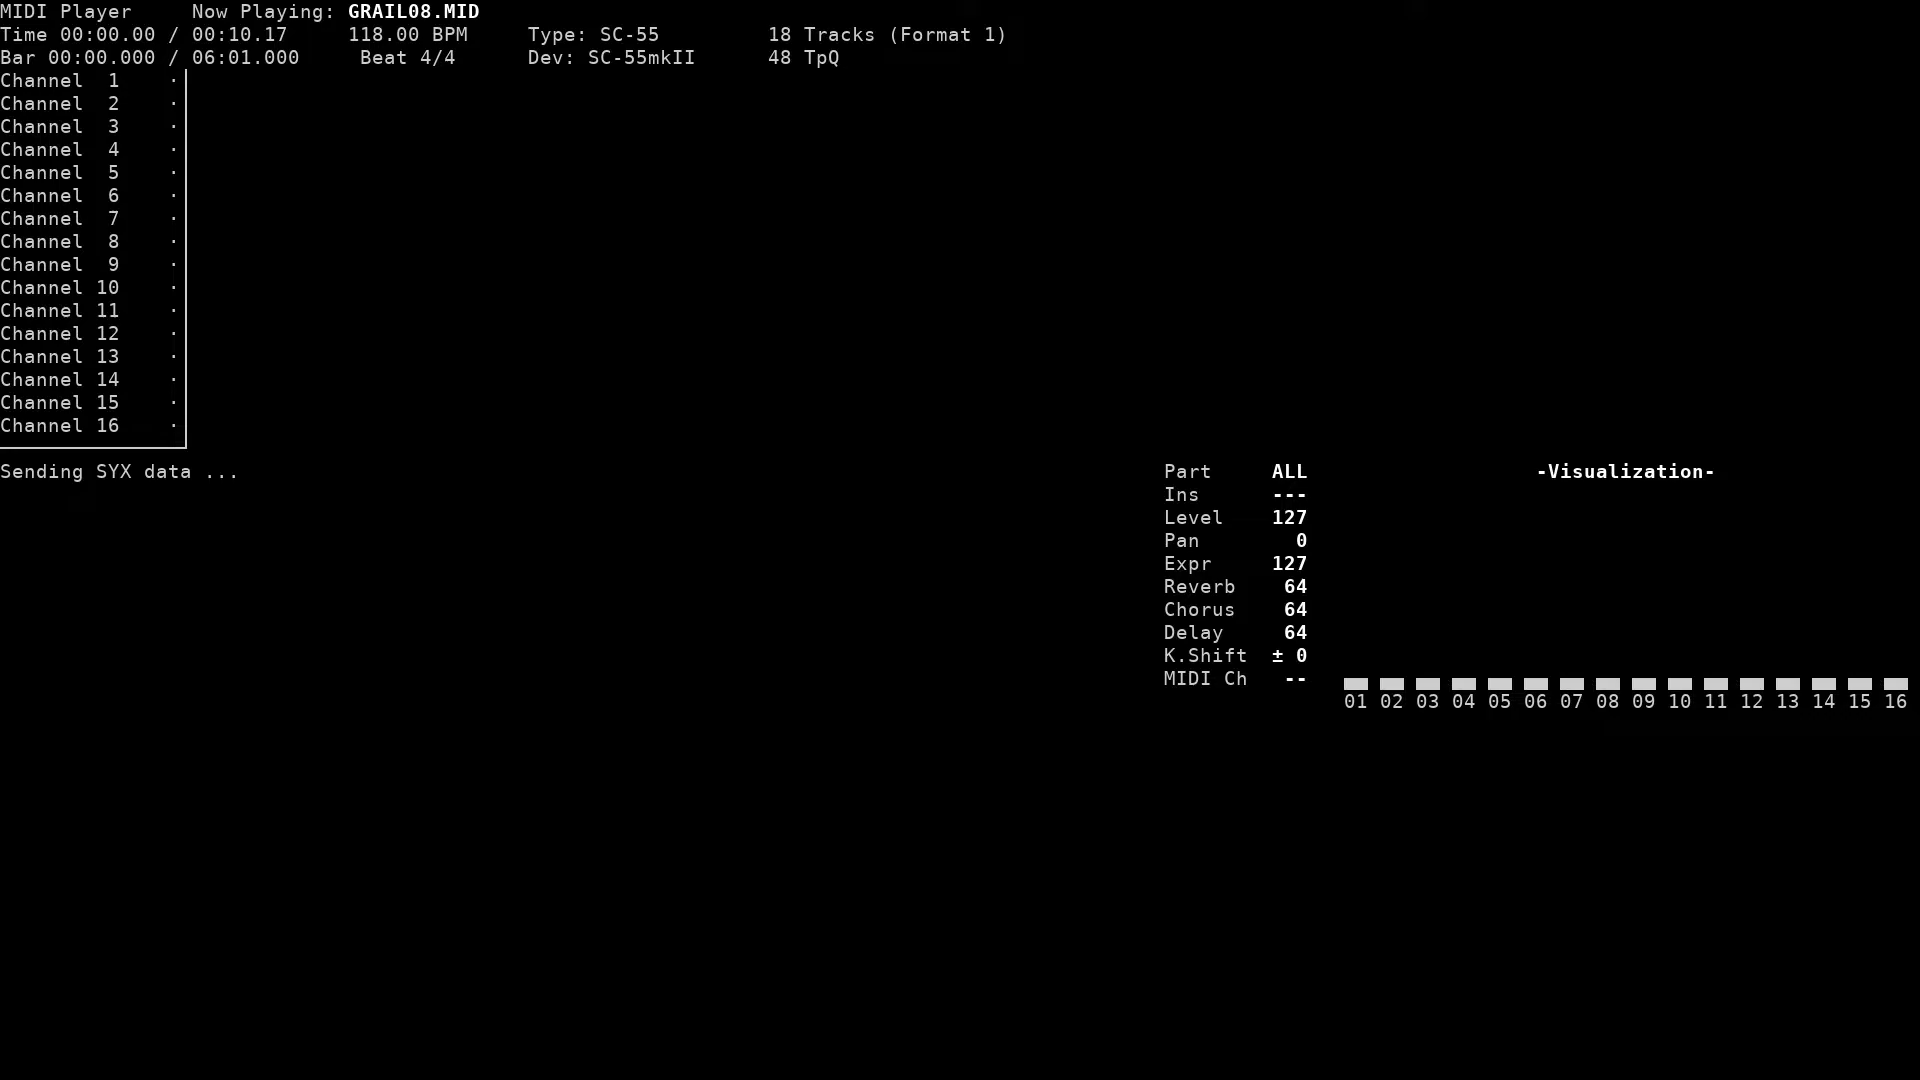 MIDI Player     Now Playing: GRAIL08.MID
Time 00:00.00 / 00:10.17     118.00 BPM     Type: SC-55         18 Tracks (Format 1)
Bar 00:00.000 / 06:01.000     Beat 4/4      Dev: SC-55mkII      48 TpQ
Channel  1    ·
Channel  2    ·
Channel  3    ·
Channel  4    ·
Channel  5    ·
Channel  6    ·
Channel  7    ·
Channel  8    ·
Channel  9    ·
Channel 10    ·
Channel 11    ·
Channel 12    ·
Channel 13    ·
Channel 14    ·
Channel 15    ·
Channel 16    ·
Sending SYX data ...
Part     ALL
Ins      ---
Level    127
Pan        0
Expr     127
Reverb    64
Chorus    64
Delay     64
K.Shift  ± 0
MIDI Ch   --
-Visualization-
01 02 03 04 05 06 07 08 09 10 11 12 13 14 15 16